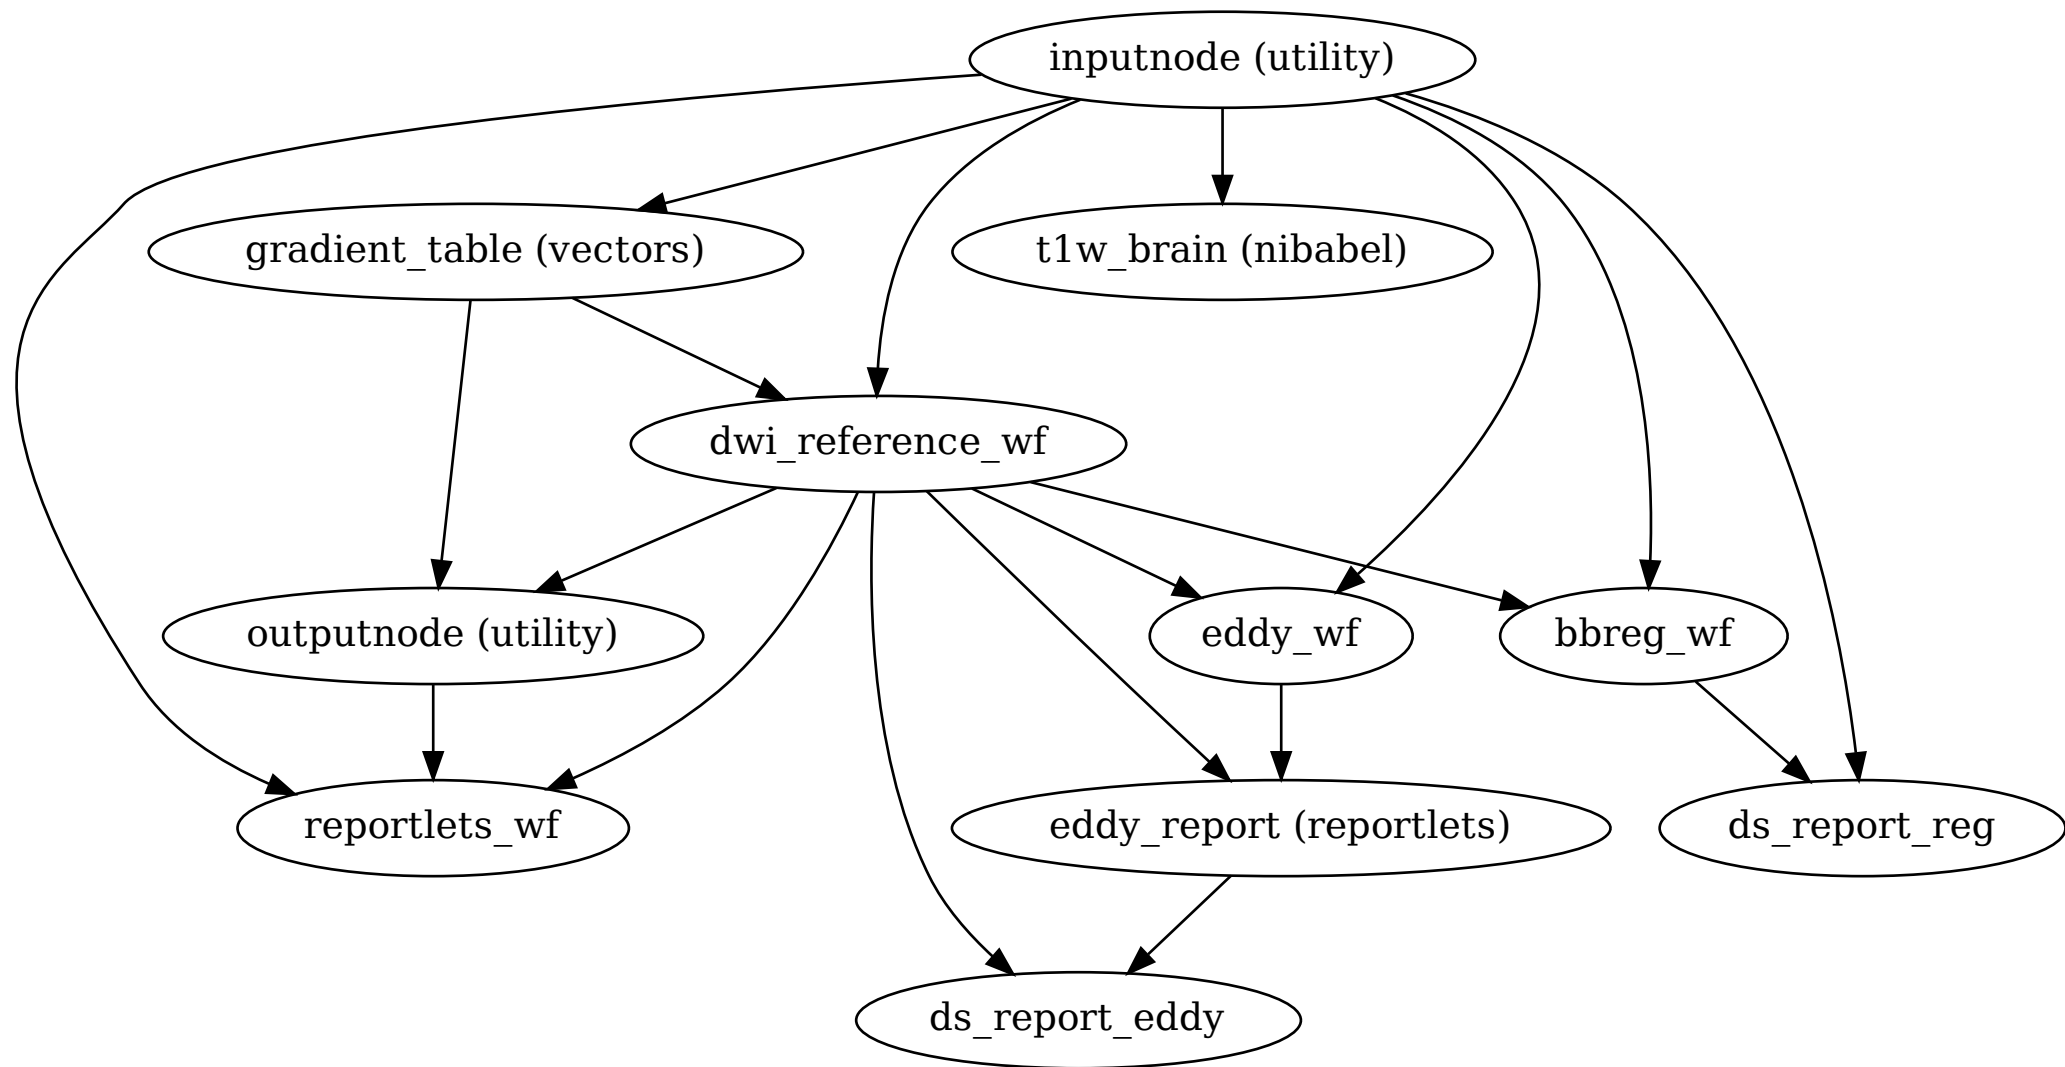 inputnode (utility)
gradient_table (vectors)
t1w_brain (nibabel)
dwi_reference_wf
outputnode (utility)
eddy_wf
bbreg_wf
reportlets_wf
eddy_report (reportlets)
ds_report_reg
ds_report_eddy